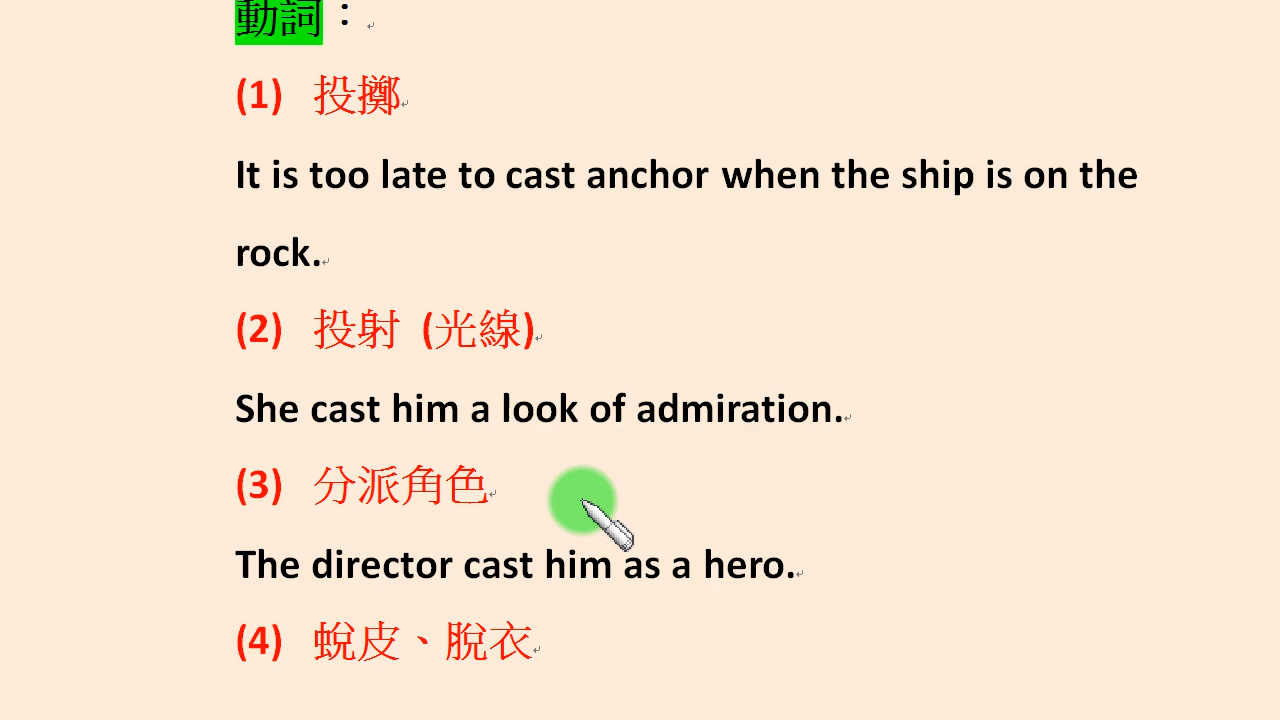 動詞：
(1) 投擲
It is too late to cast anchor when the ship is on the
rock.
(2) 投射 (光線)
She cast him a look of admiration.
(3) 分派角色
The director cast him as a hero.
(4) 蛻皮、脫衣